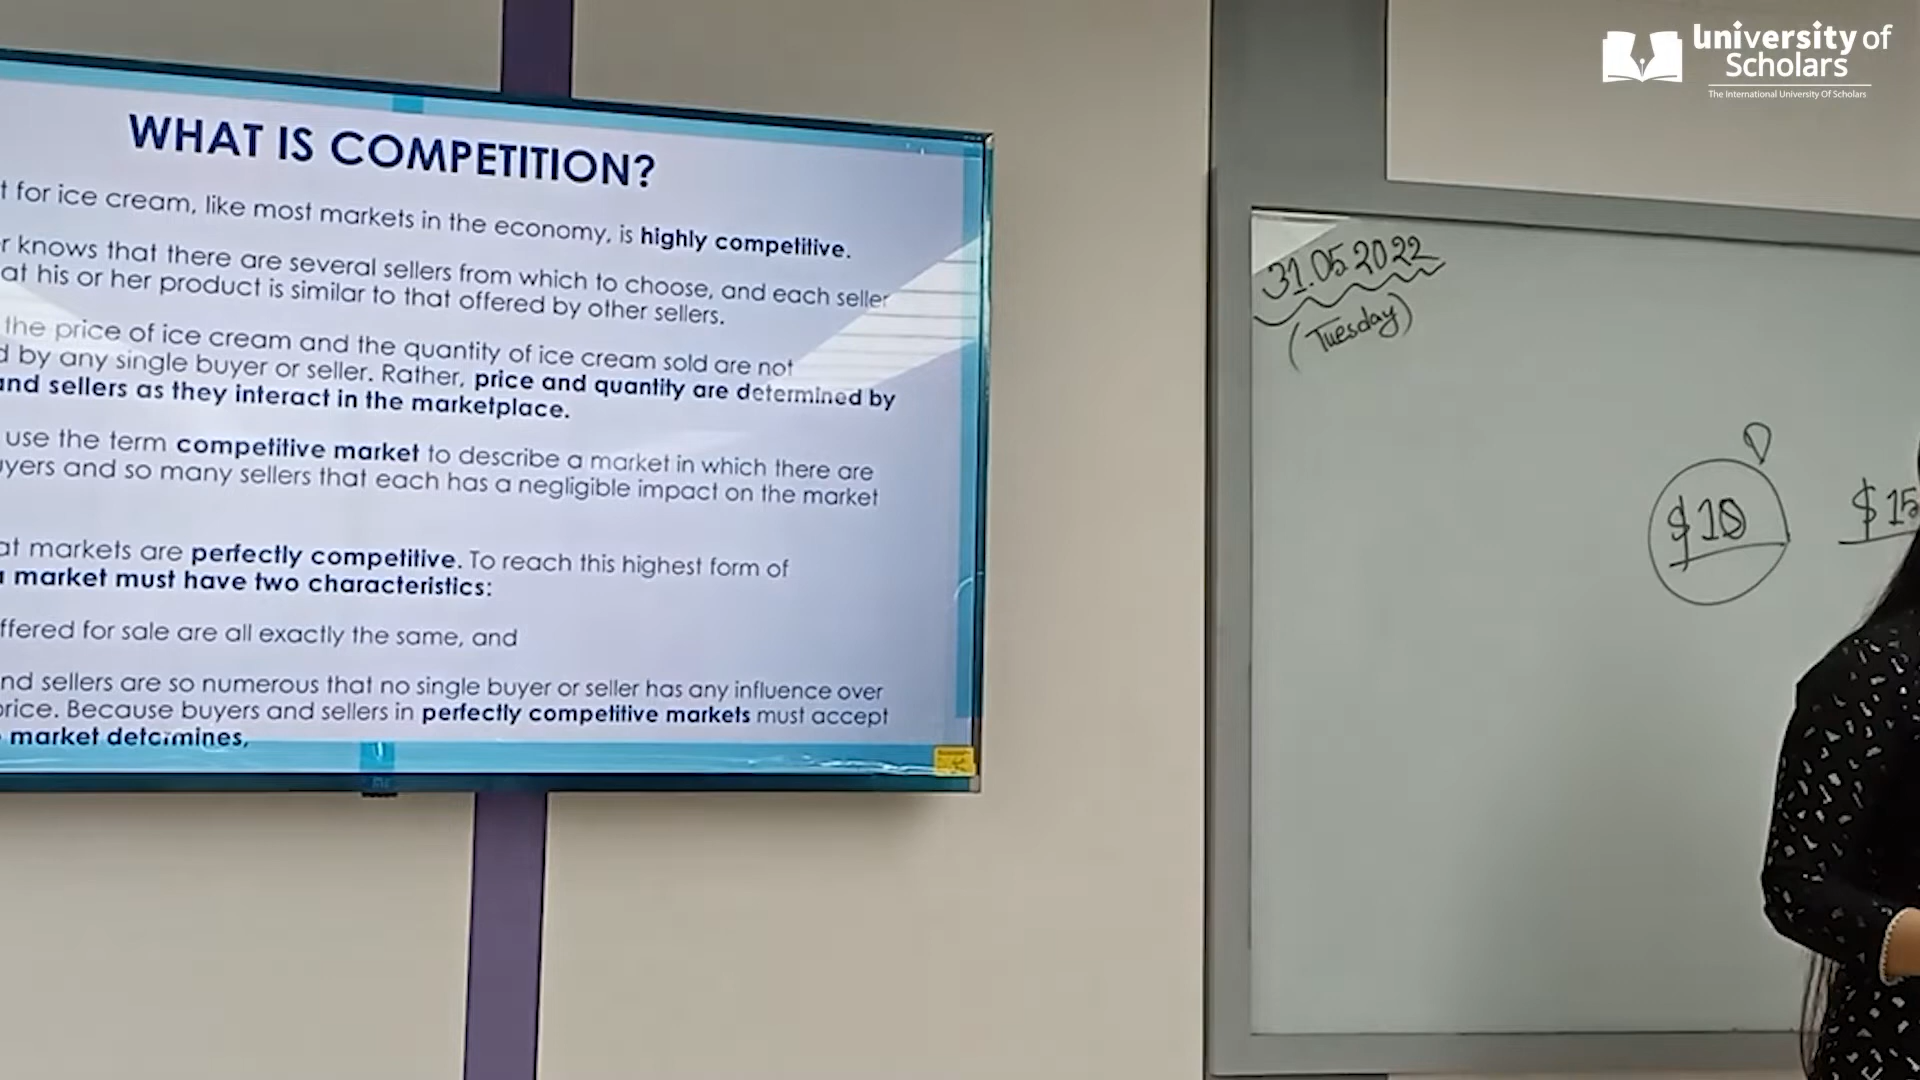 WHAT IS COMPETITION?
t for ice cream, like most markets in the economy, is highly competitive.
r knows that there are several sellers from which to choose, and each seller
at his or her product is similar to that offered by other sellers.
the price of ice cream and the quantity of ice cream sold are not
d by any single buyer or seller. Rather, price and quantity are determined by
and sellers as they interact in the marketplace.
use the term competitive market to describe a market in which there are
uyers and so many sellers that each has a negligible impact on the market
at markets are perfectly competitive. To reach this highest form of
a market must have two characteristics:
ffered for sale are all exactly the same, and
nd sellers are so numerous that no single buyer or seller has any influence over
price. Because buyers and sellers in perfectly competitive markets must accept
market determines,
31.05.2022
(Tuesday)
$10
$15
university of
Scholars
The International University Of Scholars